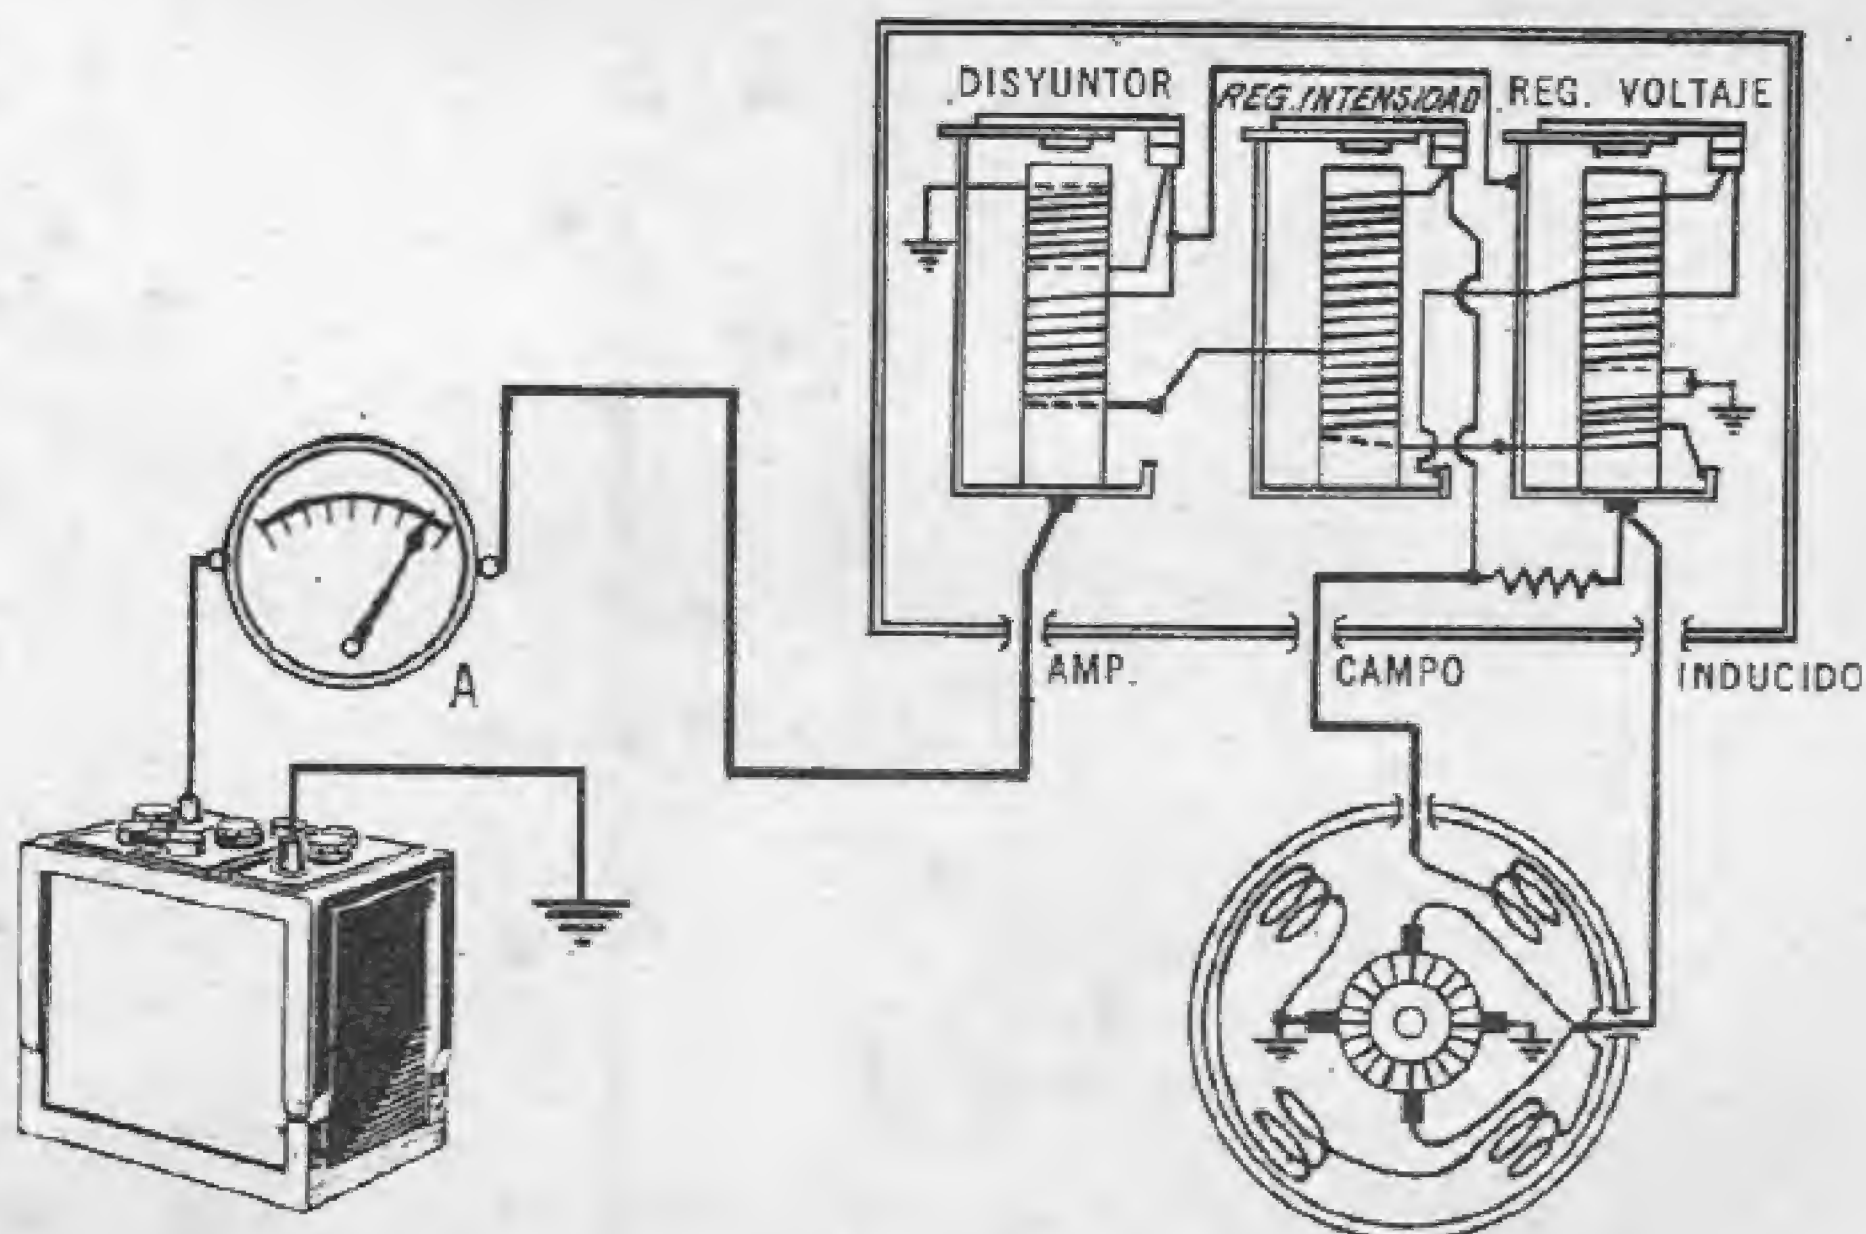 DISYUNTOR
REG. INTENSIDAD
REG. VOLTAJE
AMP.
CAMPO
INDUCIDO
A